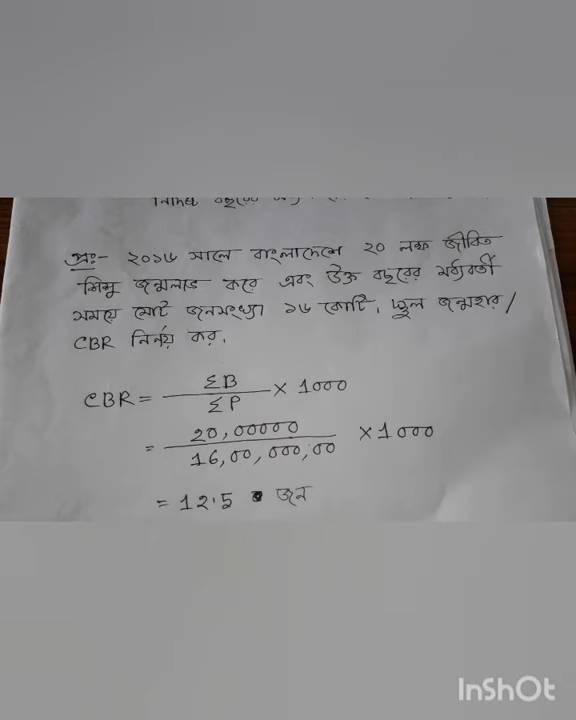 প্রঃ- ২০১৬ সালে বাংলাদেশে ২০ লক্ষ জীবিত
শিশু জন্মলাভ করে এবং উক্ত বছরের মধ্যবর্তী
সময়ে মোট জনসংখ্যা ১৬ কোটি, স্থুল জন্মহার/
CBR নির্নয় কর,
CBR = ΣB / ΣP × 1000
= 20,00000 / 16,00,000,00 × 1000
= 12.5 জন
InShOt